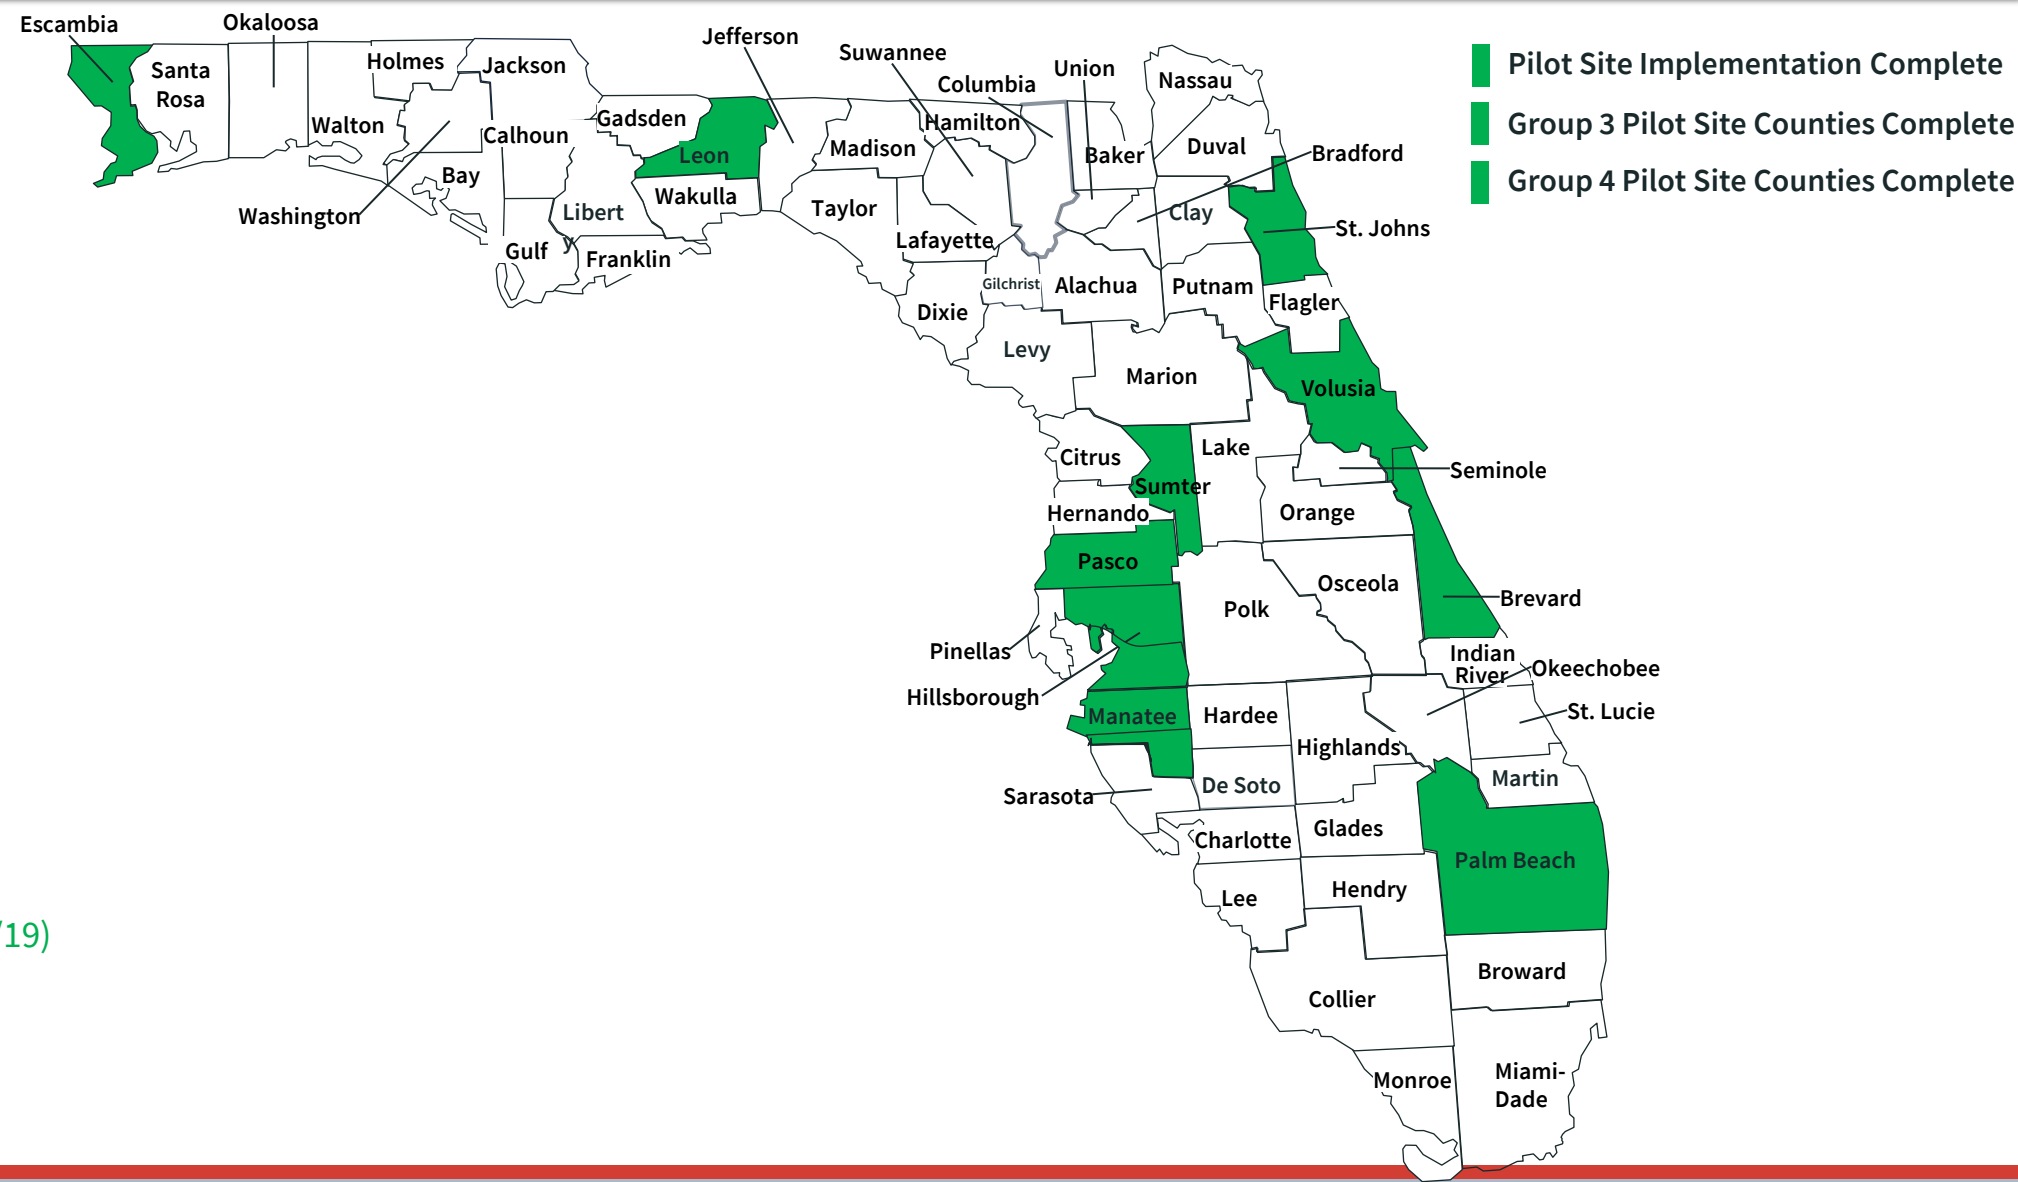 Escambia
Okaloosa
Jefferson
Suwannee
Columbia
Union
Nassau
Pilot Site Implementation Complete
Group 3 Pilot Site Counties Complete
Group 4 Pilot Site Counties Complete
Santa
Rosa
Holmes
Jackson
Walton
Calhoun
Gadsden
Leon
Madison
Hamilton
Baker
Duval
Bradford
Washington
Bay
Libert
y
Wakulla
Taylor
Lafayette
Clay
St. Johns
Gulf
Franklin
Gilchrist
Alachua
Putnam
Flagler
Dixie
Levy
Marion
Volusia
Citrus
Lake
Seminole
Sumter
Hernando
Orange
Pasco
Osceola
Brevard
Polk
Pinellas
Indian
River
Okeechobee
Hillsborough
Manatee
Hardee
St. Lucie
Highlands
Sarasota
De Soto
Martin
Charlotte
Glades
Palm Beach
Lee
Hendry
/19)
Broward
Collier
Monroe
Miami-
Dade